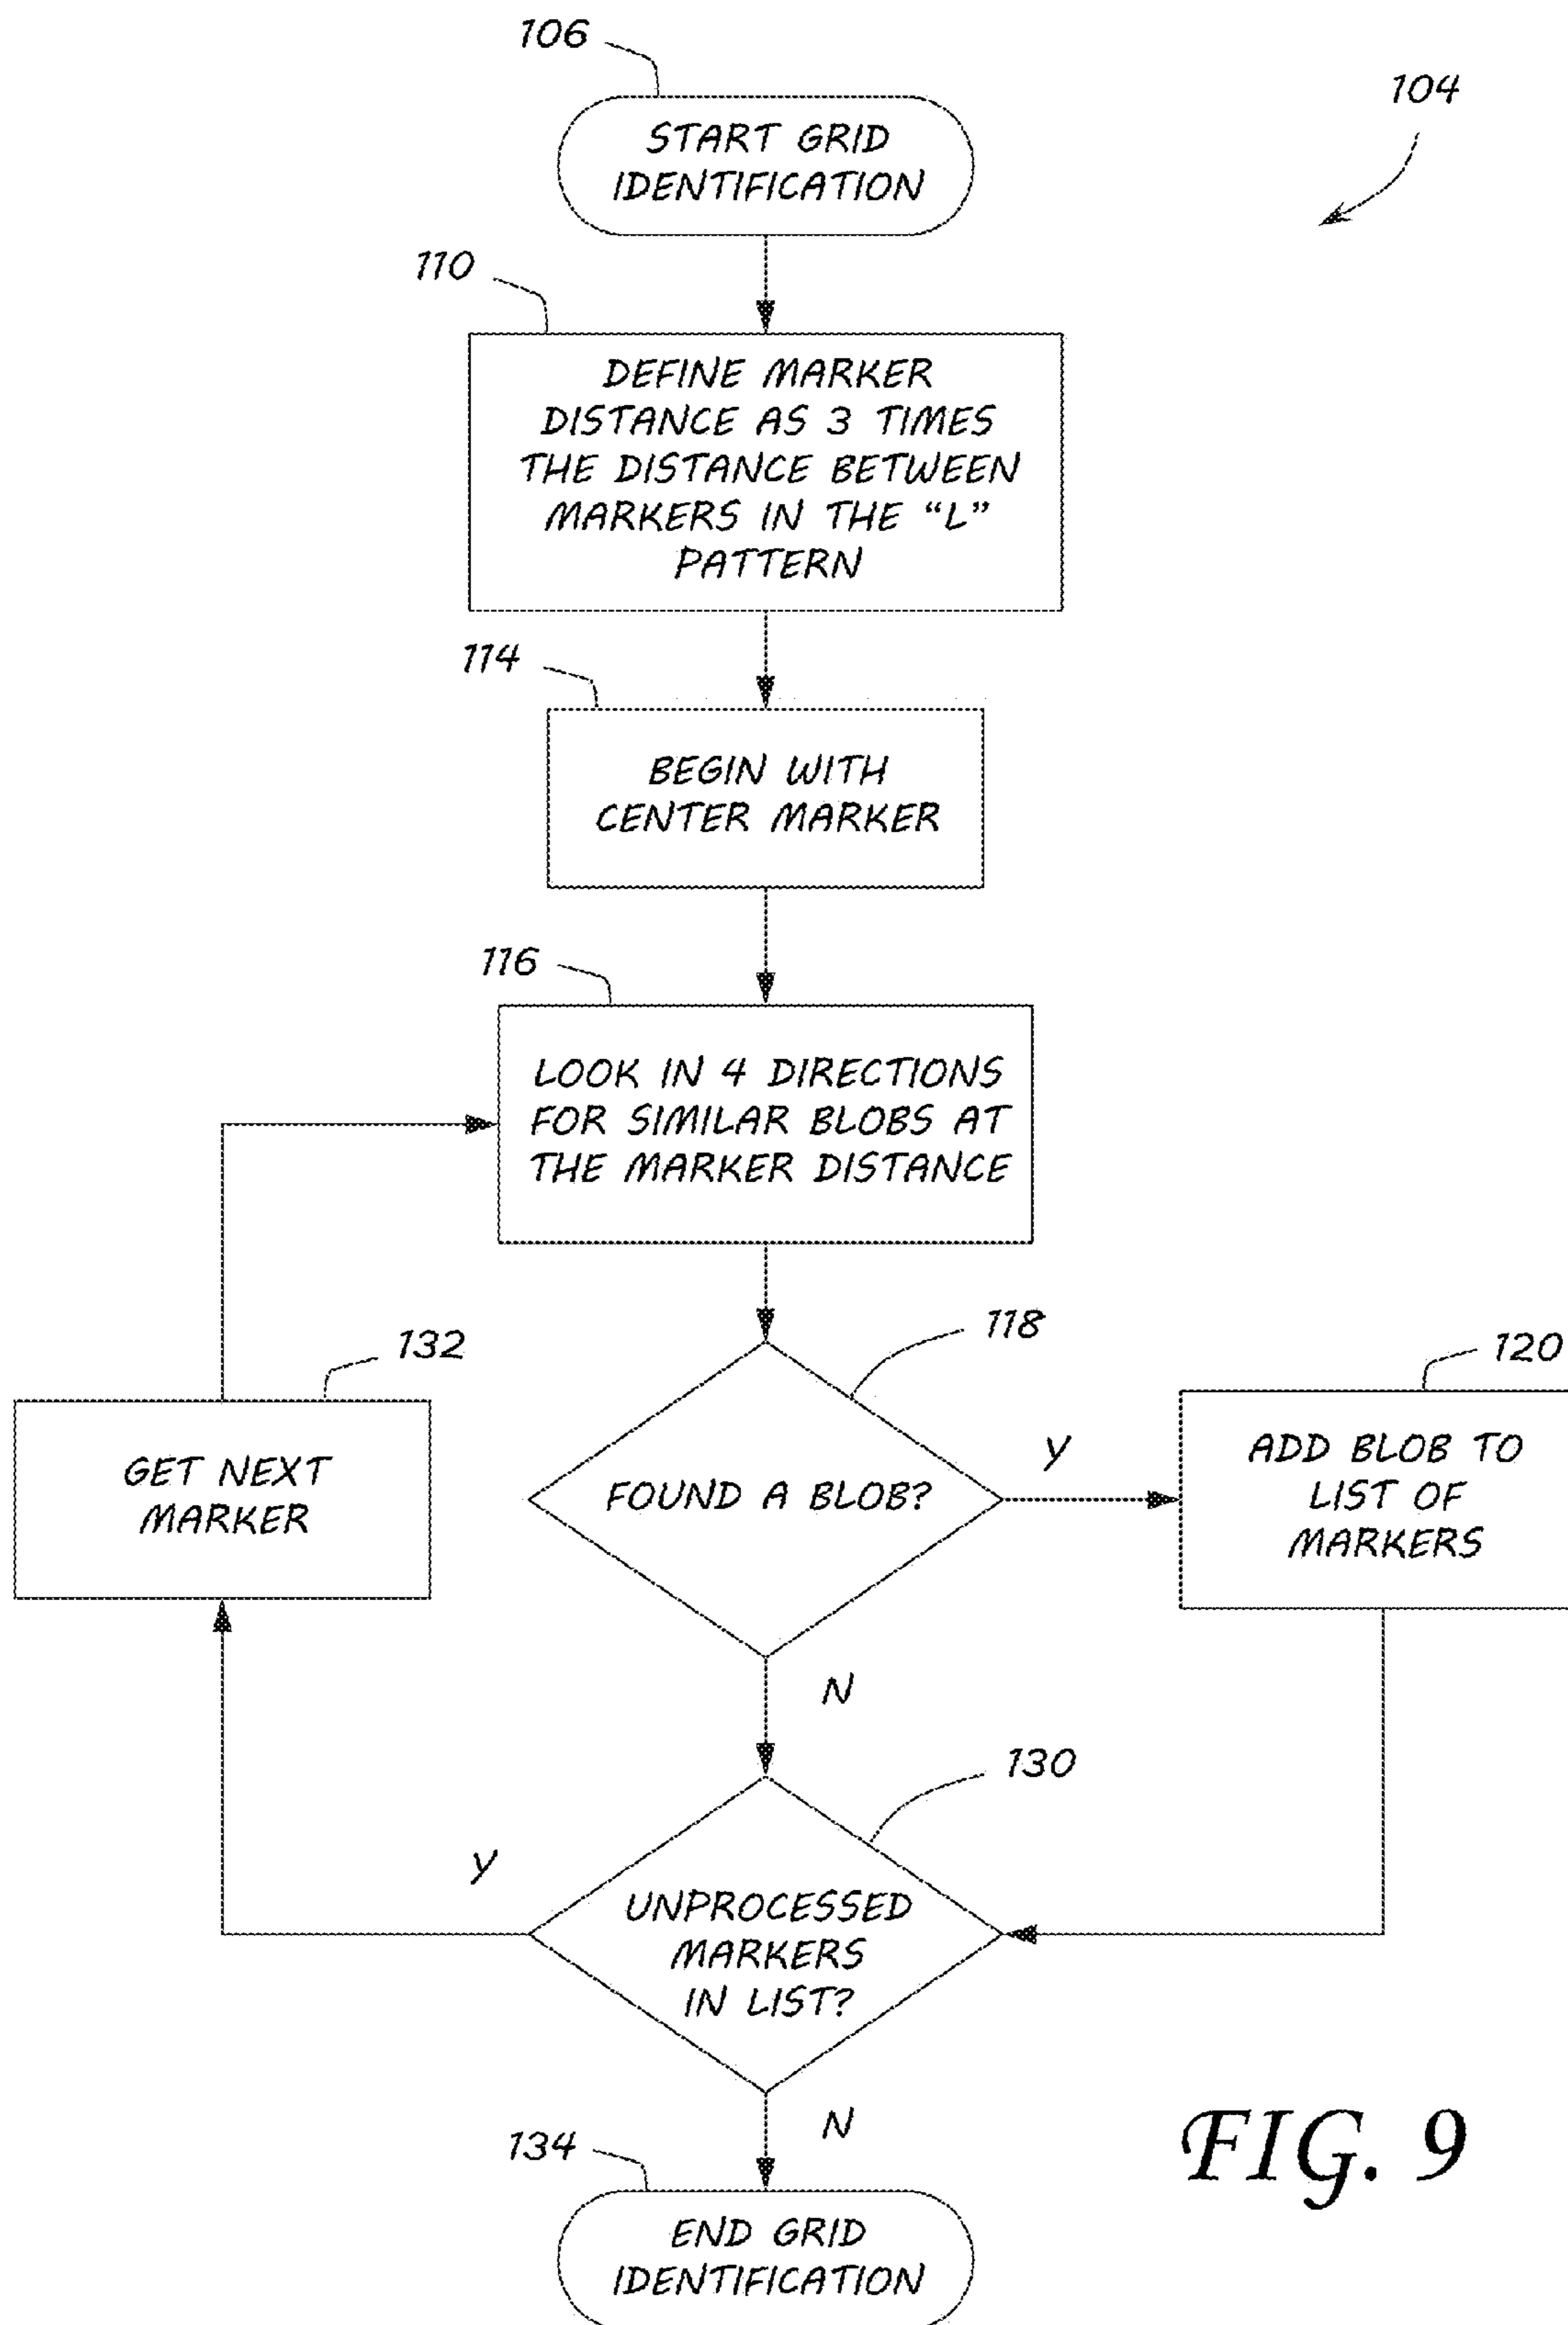 106
104
START GRID
IDENTIFICATION
110
DEFINE MARKER
DISTANCE AS 3 TIMES
THE DISTANCE BETWEEN
MARKERS IN THE “L”
PATTERN
114
BEGIN WITH
CENTER MARKER
116
LOOK IN 4 DIRECTIONS
FOR SIMILAR BLOBS AT
THE MARKER DISTANCE
118
132
120
GET NEXT
MARKER
FOUND A BLOB?
Y
ADD BLOB TO
LIST OF
MARKERS
N
130
Y
UNPROCESSED
MARKERS
IN LIST?
N
134
END GRID
IDENTIFICATION
FIG. 9